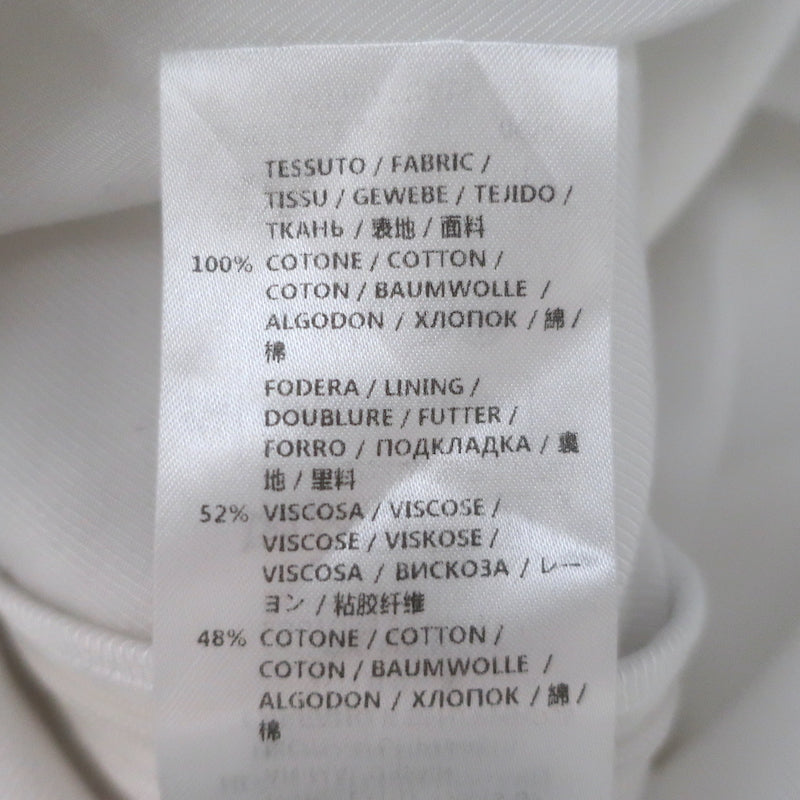 TESSUTO / FABRIC /
TISSU / GEWEBE / TEJIDO /
ТКАНЬ / 表地 / 面料
100% COTONE / COTTON /
COTON / BAUMWOLLE /
ALGODON / ХЛОПОК / 綿 /
棉
FODERA / LINING /
DOUBLURE / FUTTER /
FORRO / ПОДКЛАДКА / 裏
地 / 里料
52% VISCOSA / VISCOSE /
VISCOSE / VISKOSE /
VISCOSA / ВИСКОЗА / レー
ヨン / 粘胶纤维
48% COTONE / COTTON /
COTON / BAUMWOLLE /
ALGODON / ХЛОПОК / 綿 /
棉